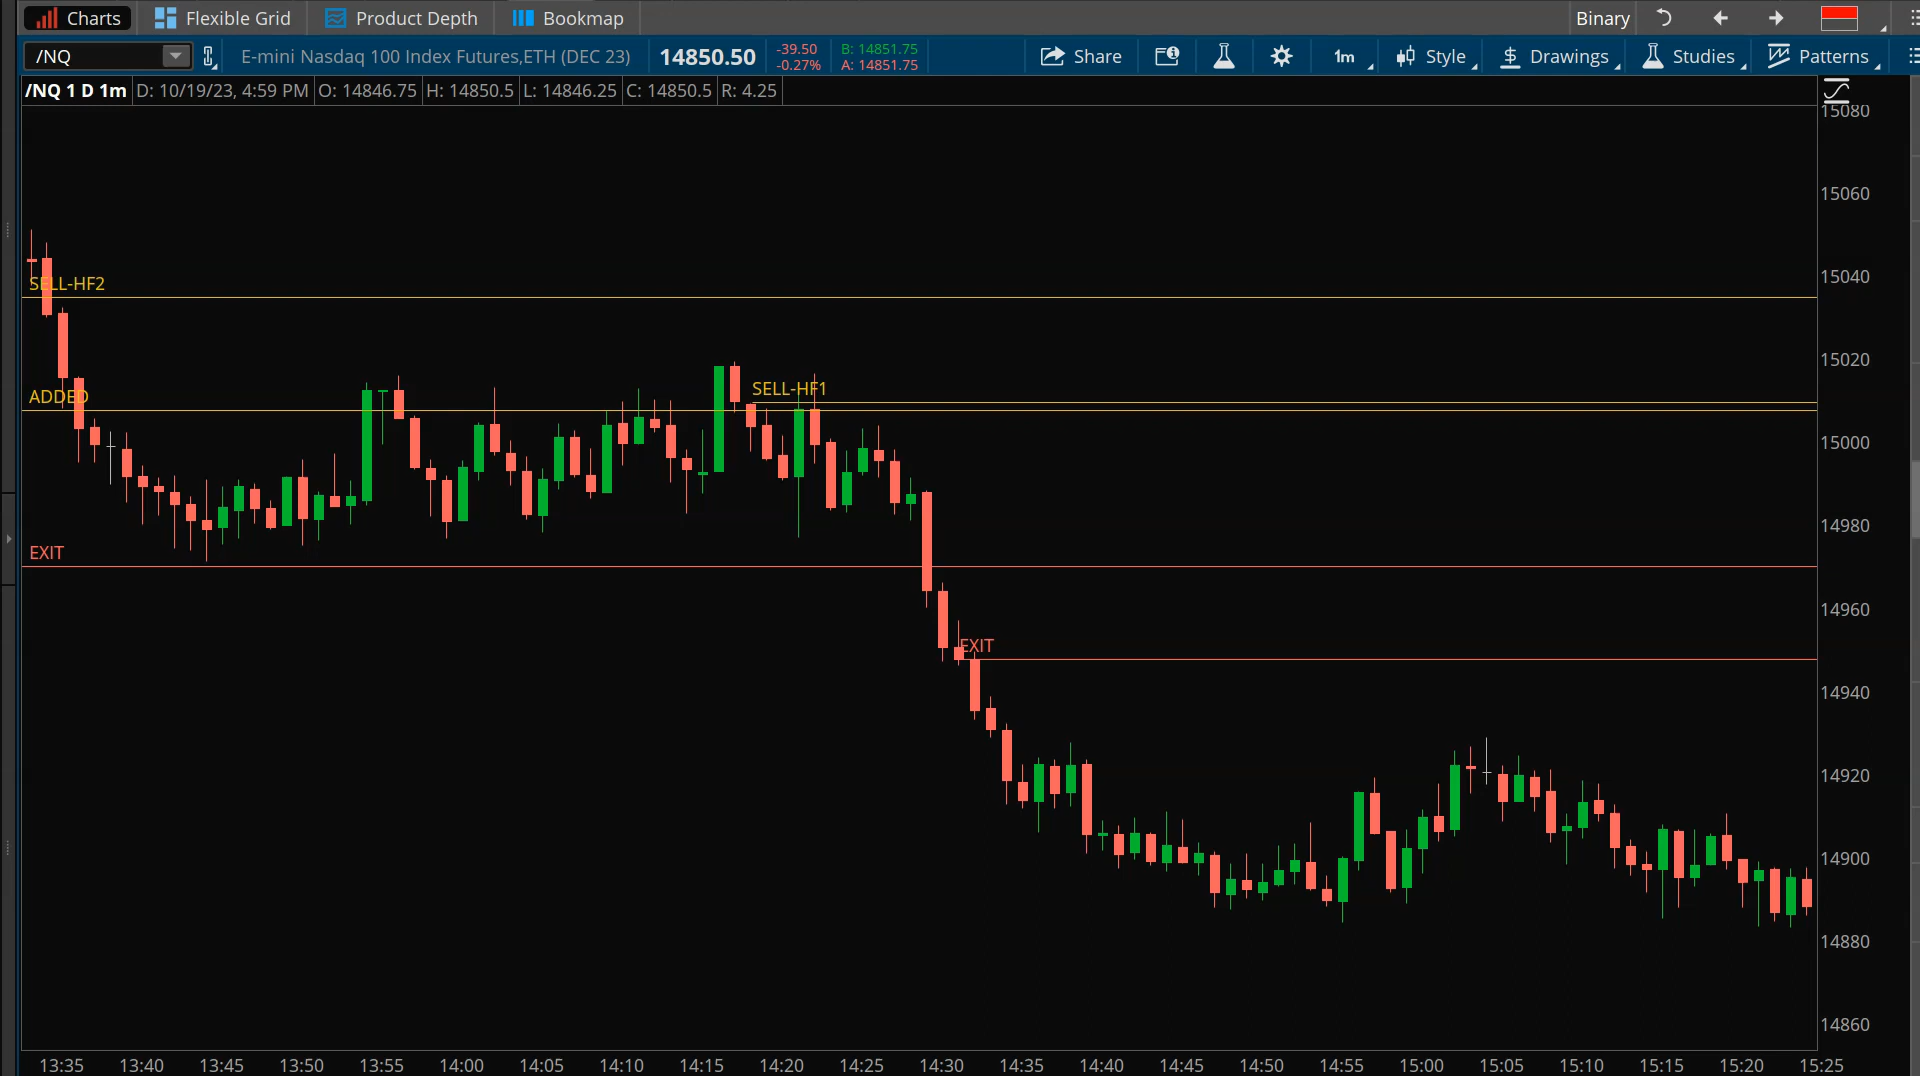 Charts Flexible Grid Product Depth Bookmap Binary
/NQ E-mini Nasdaq 100 Index Futures,ETH (DEC 23) 14850.50 -39.50 B: 14851.75 Share 1m Style $ Drawings Studies Patterns
-0.27% A: 14851.75
/NQ 1 D 1m D: 10/19/23, 4:59 PM O: 14846.75 H: 14850.5 L: 14846.25 C: 14850.5 R: 4.25
15080
15060
15040
SELL-HF2
15020
SELL-HF1
ADDED
15000
14980
EXIT
14960
EXIT
14940
14920
14900
14880
14860
13:35 13:40 13:45 13:50 13:55 14:00 14:05 14:10 14:15 14:20 14:25 14:30 14:35 14:40 14:45 14:50 14:55 15:00 15:05 15:10 15:15 15:20 15:25